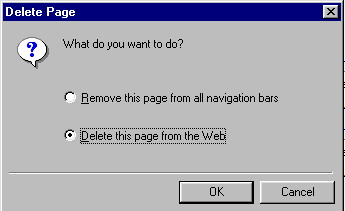 Delete Page
What do you want to do?
Remove this page from all navigation bars
Delete this page from the Web
OK
Cancel